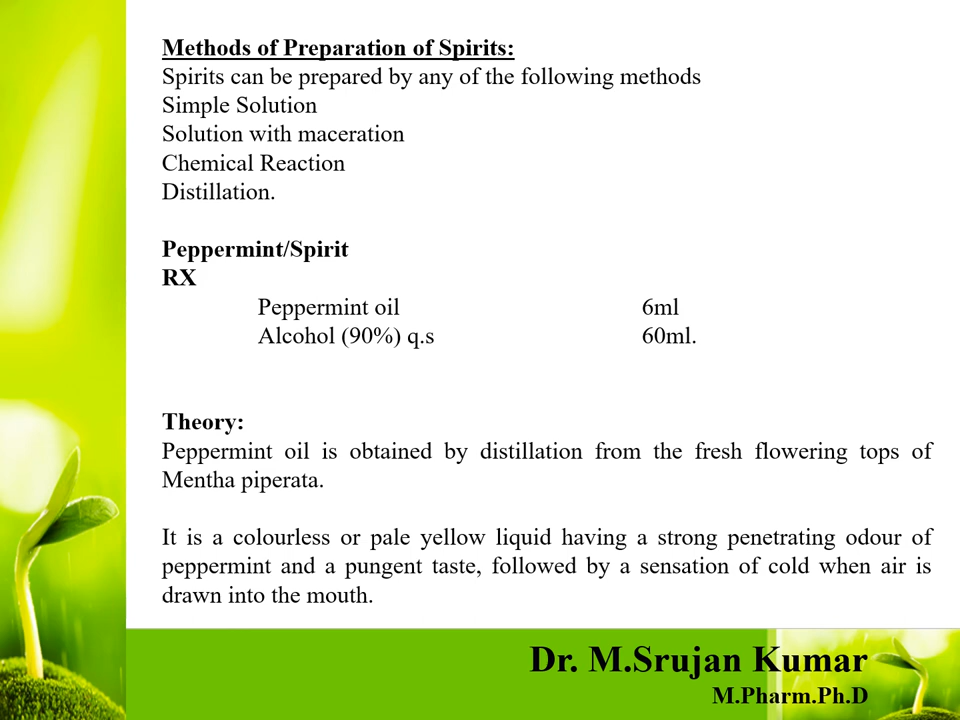 Methods of Preparation of Spirits:
Spirits can be prepared by any of the following methods
Simple Solution
Solution with maceration
Chemical Reaction
Distillation.
Peppermint/Spirit
RX
Peppermint oil 6ml
Alcohol (90%) q.s 60ml.
Theory:
Peppermint oil is obtained by distillation from the fresh flowering tops of
Mentha piperata.
It is a colourless or pale yellow liquid having a strong penetrating odour of
peppermint and a pungent taste, followed by a sensation of cold when air is
drawn into the mouth.
Dr. M.Srujan Kumar
M.Pharm.Ph.D